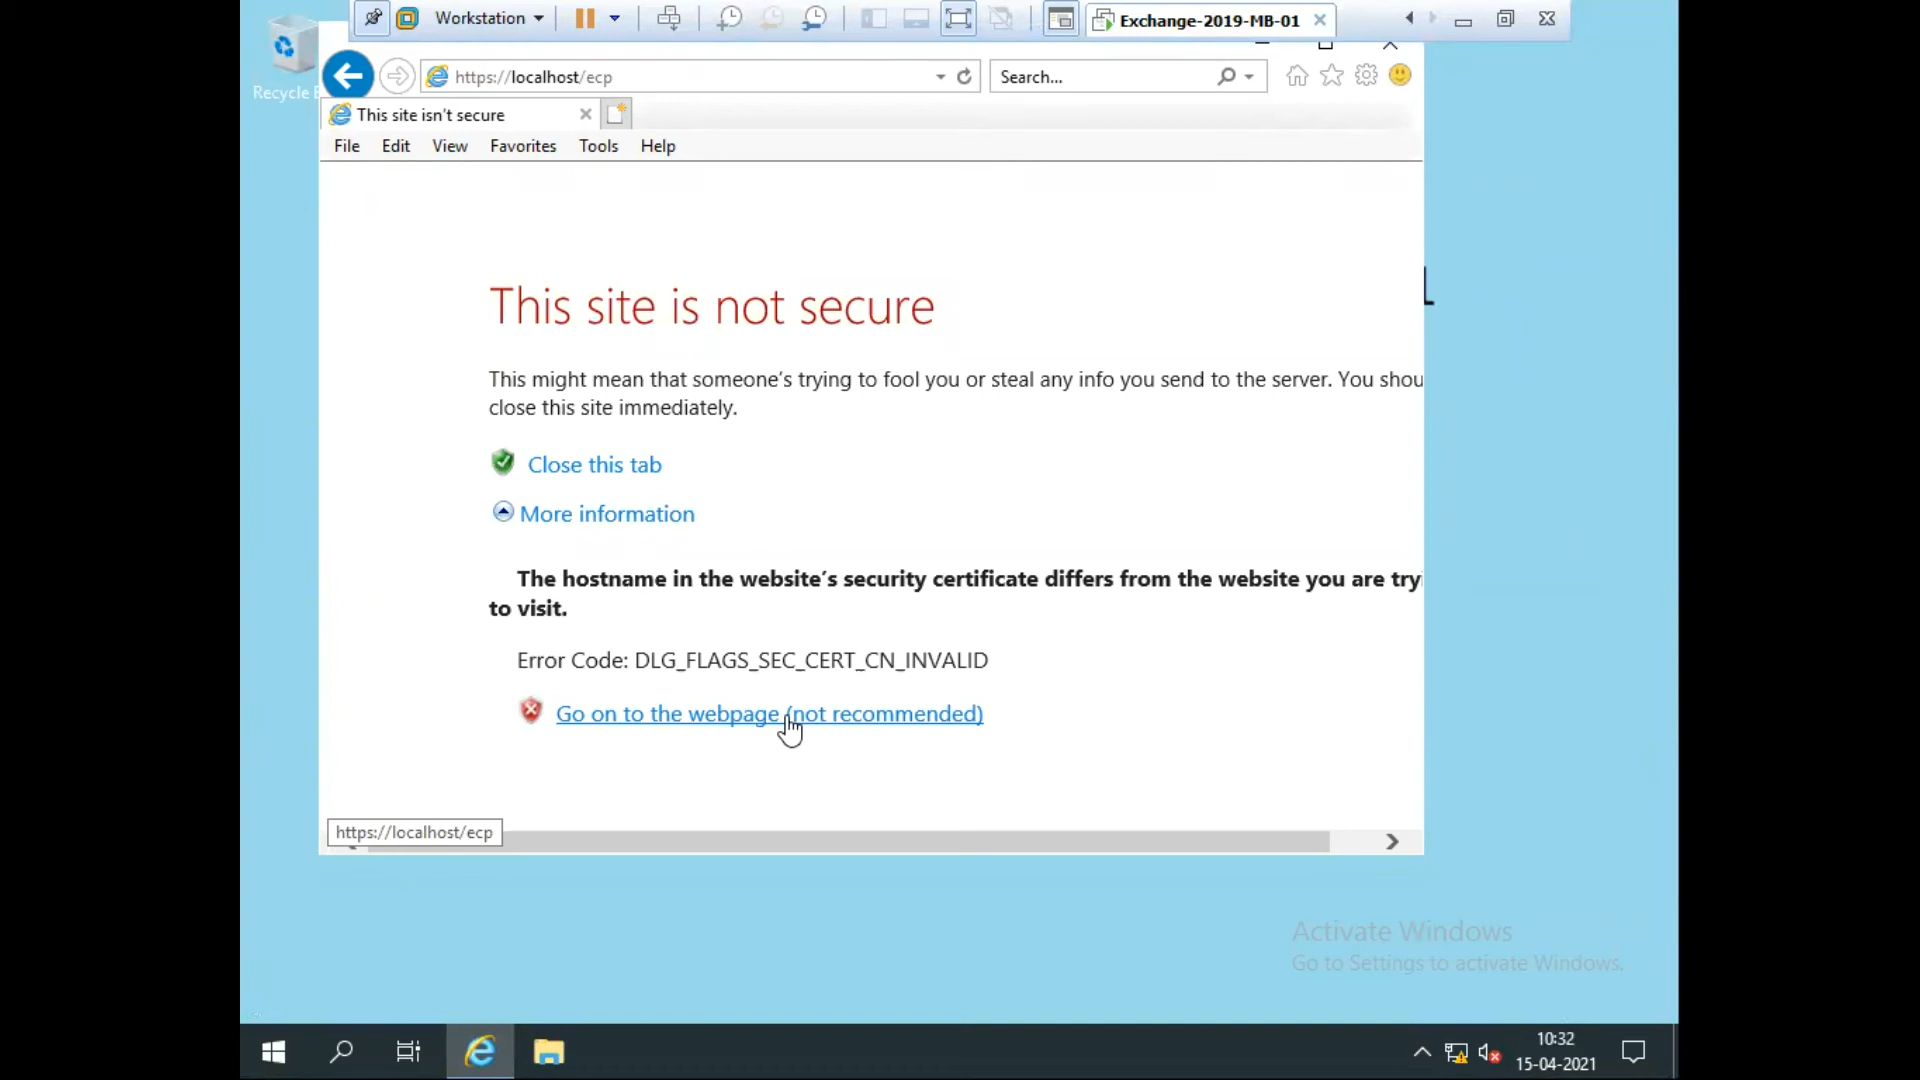 Workstation
Exchange-2019-MB-01
Recycle
https://localhost/ecp
Search...
This site isn't secure
File Edit View Favorites Tools Help
This site is not secure
This might mean that someone's trying to fool you or steal any info you send to the server. You shou
close this site immediately.
Close this tab
More information
The hostname in the website's security certificate differs from the website you are try
to visit.
Error Code: DLG_FLAGS_SEC_CERT_CN_INVALID
Go on to the webpage (not recommended)
https://localhost/ecp
Activate Windows
Go to Settings to activate Windows.
10:32
15-04-2021